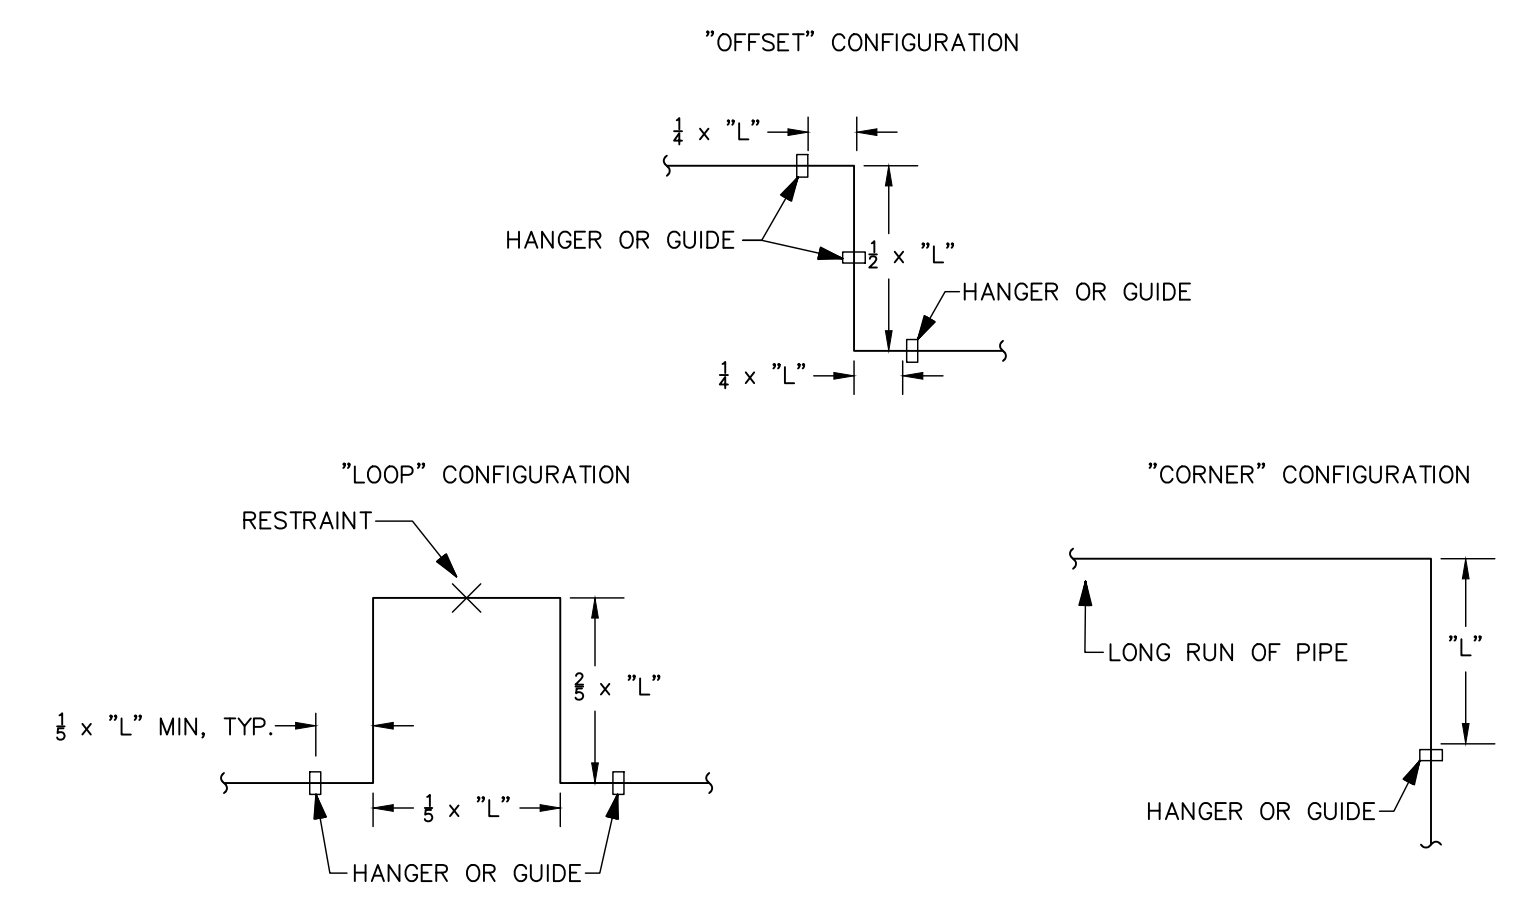 "OFFSET" CONFIGURATION
1/4 x "L"
HANGER OR GUIDE
1/2 x "L"
HANGER OR GUIDE
1/4 x "L"
"LOOP" CONFIGURATION
RESTRAINT
2/5 x "L"
1/5 x "L" MIN, TYP.
1/5 x "L"
HANGER OR GUIDE
"CORNER" CONFIGURATION
LONG RUN OF PIPE
"L"
HANGER OR GUIDE